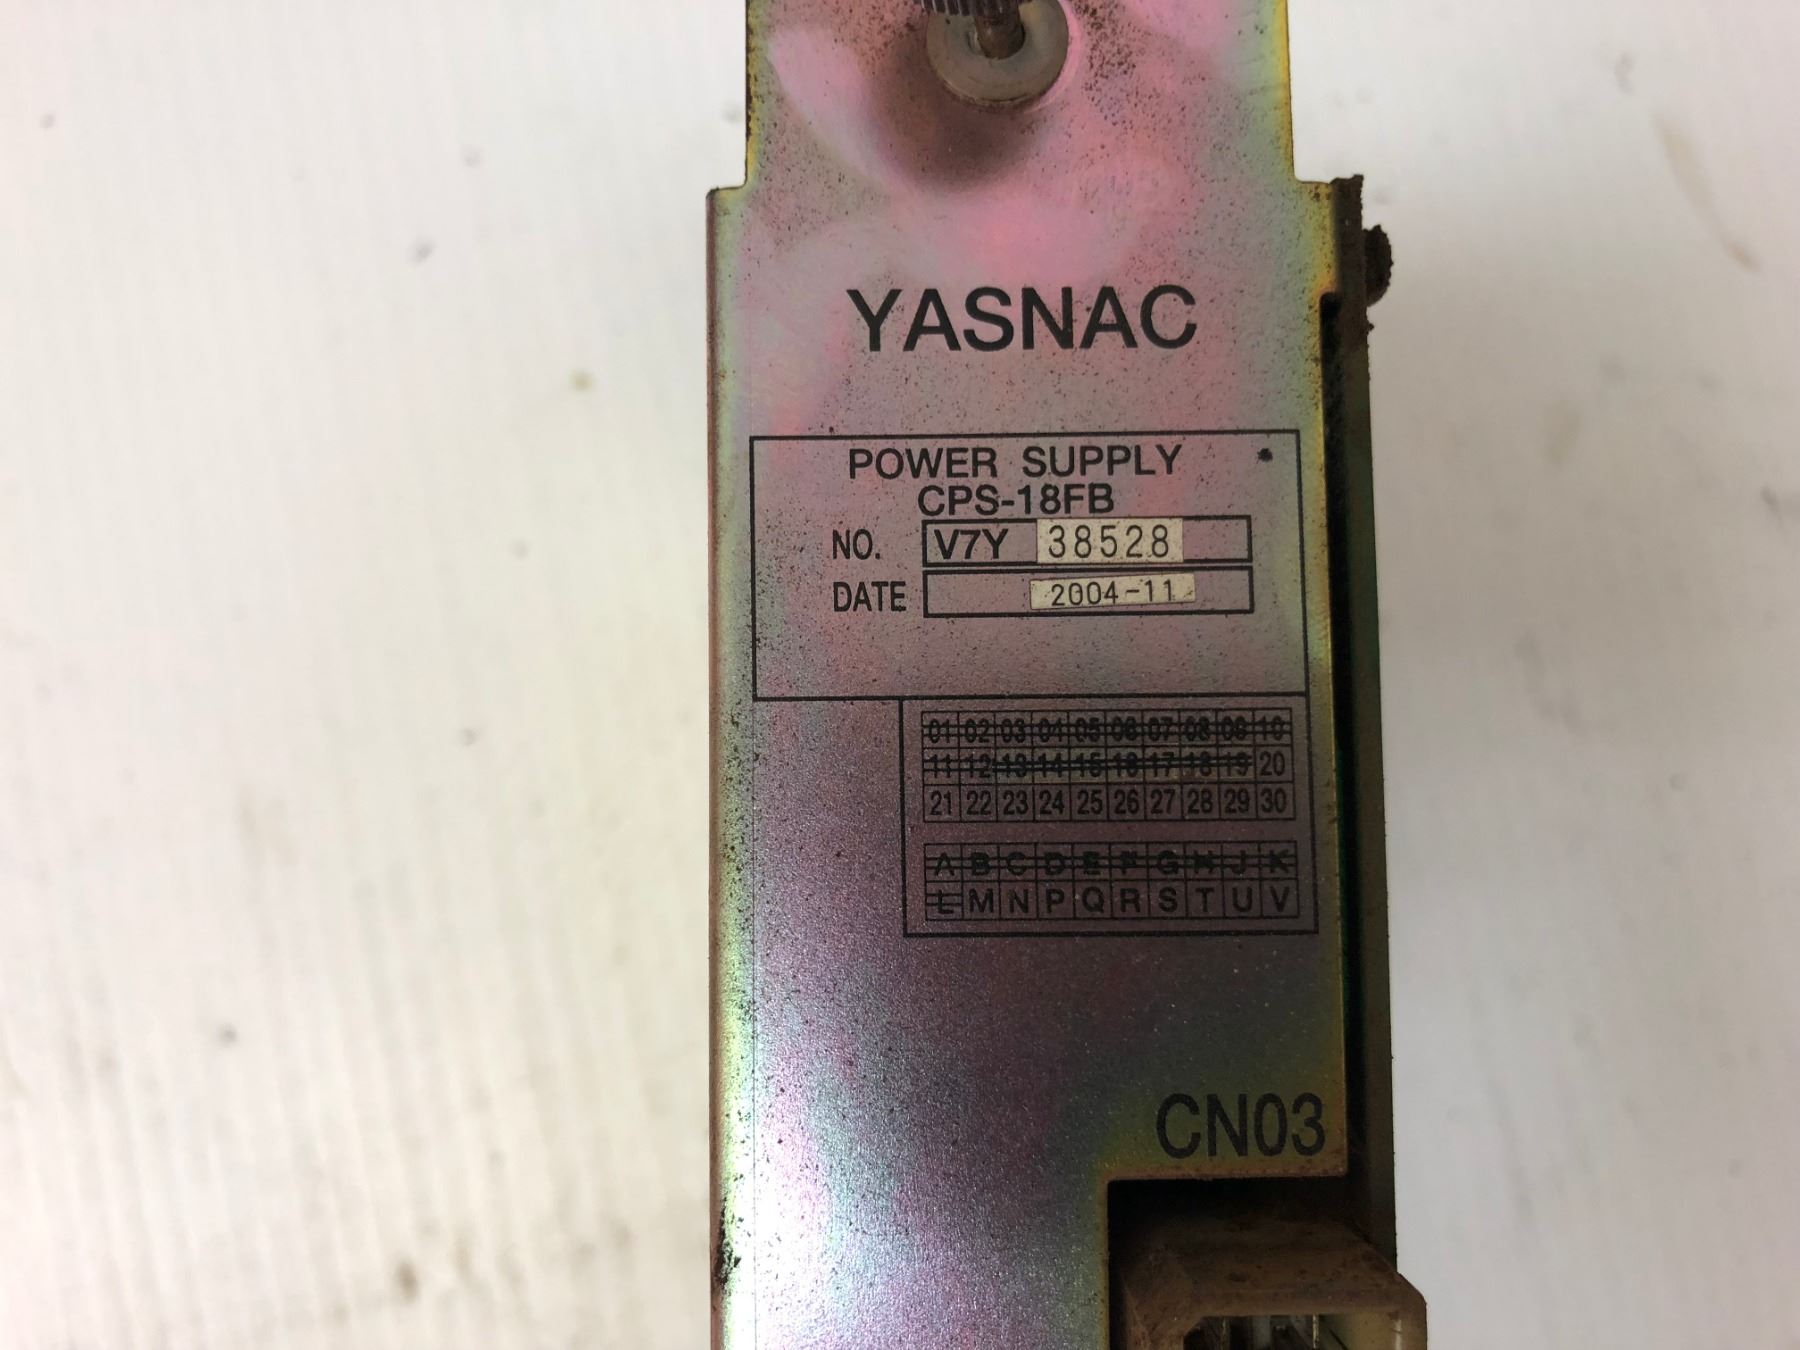 YASNAC
POWER SUPPLY
CPS-18FB
NO. V7Y 38528
DATE 2004-11
01 02 03 04 05 06 07 08 09 10
11 12 13 14 15 16 17 18 19 20
21 22 23 24 25 26 27 28 29 30
A B C D E F G H J K
L M N P Q R S T U V
CN03